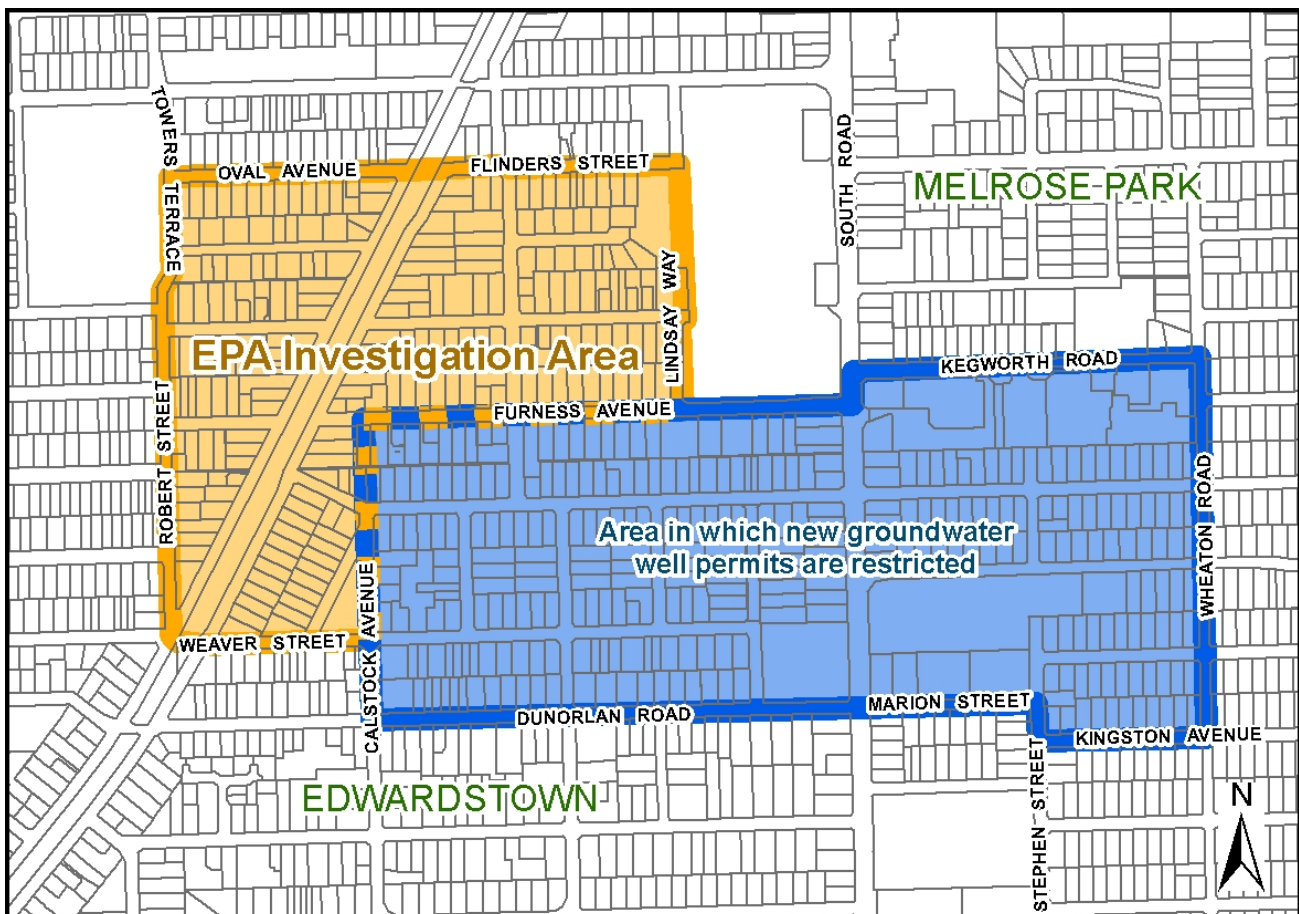 TOWERS TERRACE
OVAL AVENUE
FLINDERS STREET
SOUTH ROAD
MELROSE PARK
LINDSAY WAY
EPA Investigation Area
KEGWORTH ROAD
ROBERT STREET
FURNESS AVENUE
WHEATON ROAD
Area in which new groundwater
well permits are restricted
CALSTOCK AVENUE
WEAVER STREET
DUNORLAN ROAD
MARION STREET
KINGSTON AVENUE
STEPHEN STREET
EDWARDSTOWN
N